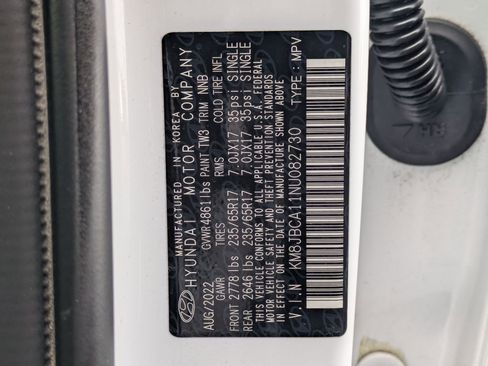 MANUFACTURED IN KOREA BY
HYUNDAI MOTOR COMPANY
AUG/2022 GVWR 4861 lbs PAINT TW3 TRIM NNB
GAWR TIRES RMS COLD TIRE INFL
FRONT 2778 lbs 235/65R17 7.0JX17 35psi SINGLE
REAR 2646 lbs 235/65R17 7.0JX17 35psi SINGLE
THIS VEHICLE CONFORMS TO ALL APPLICABLE U.S.A. FEDERAL
MOTOR VEHICLE SAFETY AND THEFT PREVENTION STANDARDS
IN EFFECT ON THE DATE OF MANUFACTURE SHOWN ABOVE.
V.I.N : KM8JBCA11NU082730 TYPE : MPV